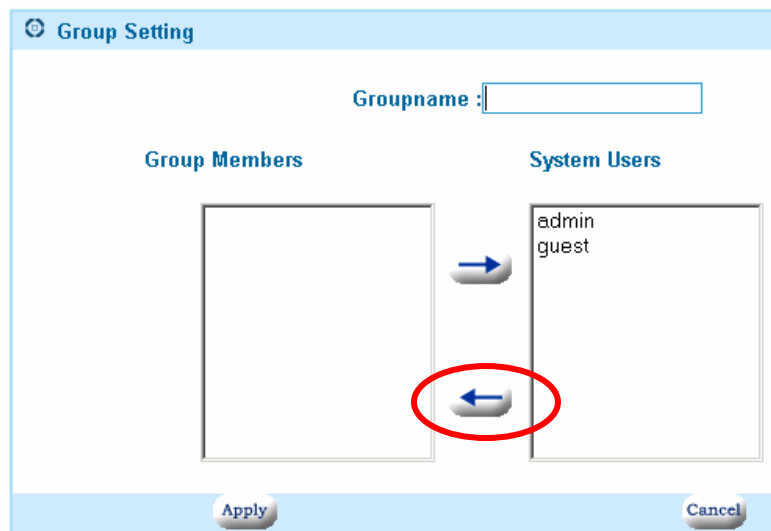 Group Setting
Groupname :
Group Members
System Users
admin
guest
Apply
Cancel